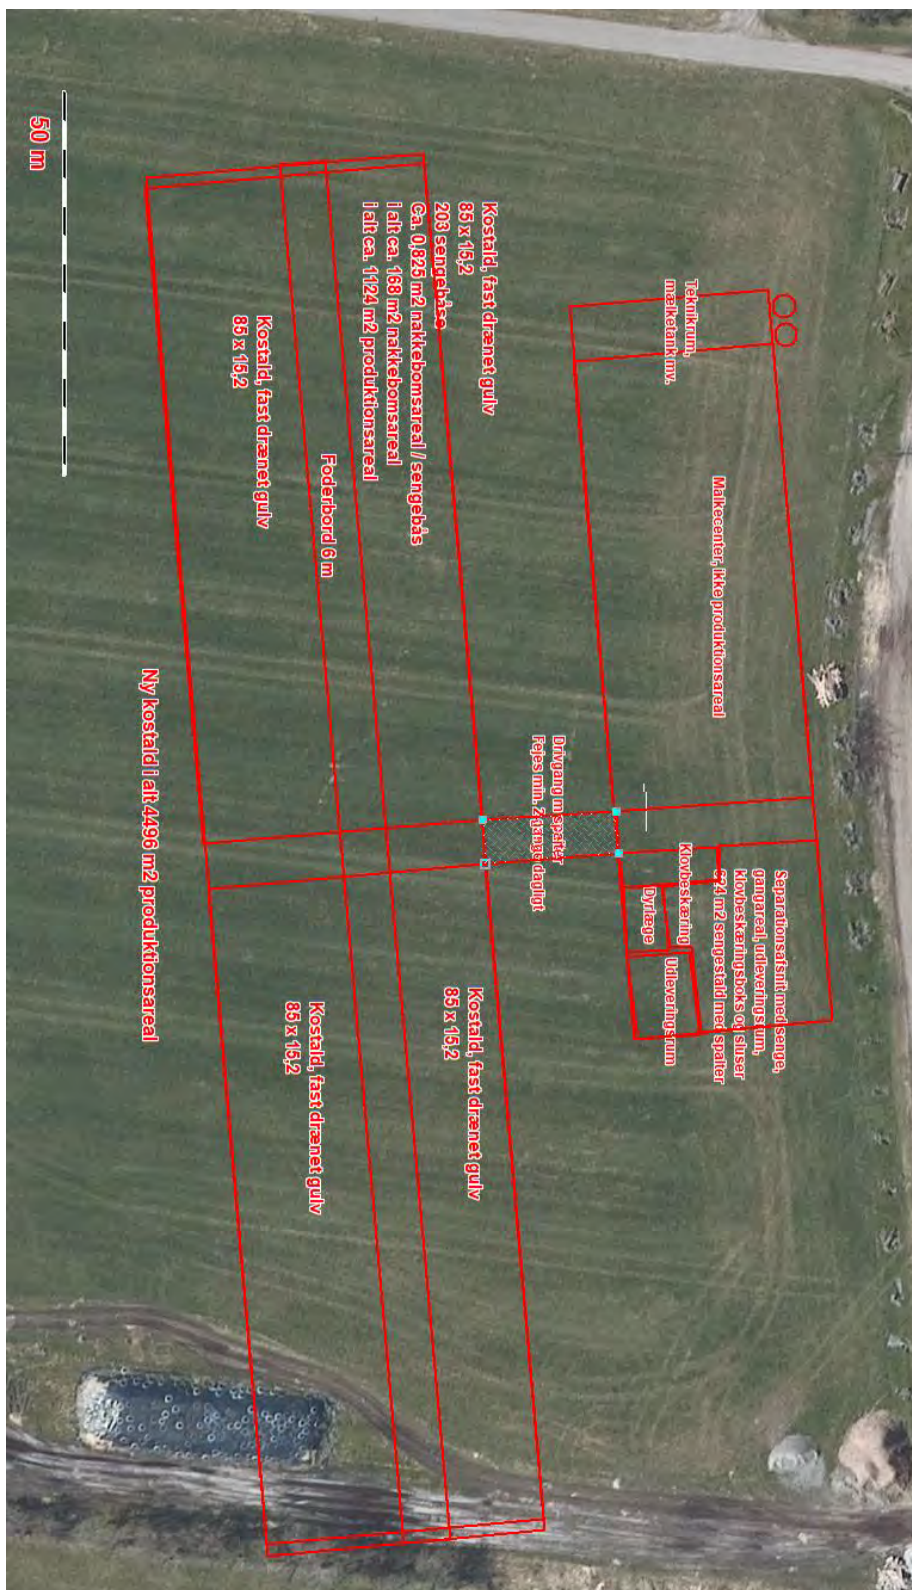 50 m
Kostald, fast drænet gulv
85 x 15,2
203 sengebåse
Ca. 0,825 m2 nakkebomsareal / sengebås
i alt ca. 168 m2 nakkebomsareal
i alt ca. 1124 m2 produktionsareal
Kostald, fast drænet gulv
85 x 15,2
Foderbord 6 m
Teknikrum,
mælketank mv.
Malkecenter, ikke produktionsareal
Ny kostald i alt 4496 m2 produktionsareal
Drivgang m spalter
Fejes min. 2 gange dagligt
Klovbeskæring
Dyrlæge
Udleveringsrum
Separationsafsnit med senge,
gangareal, udleveringsrum,
klovbeskæringsboks og sluser
624 m2 sengestald med spalter
Kostald, fast drænet gulv
85 x 15,2
Kostald, fast drænet gulv
85 x 15,2